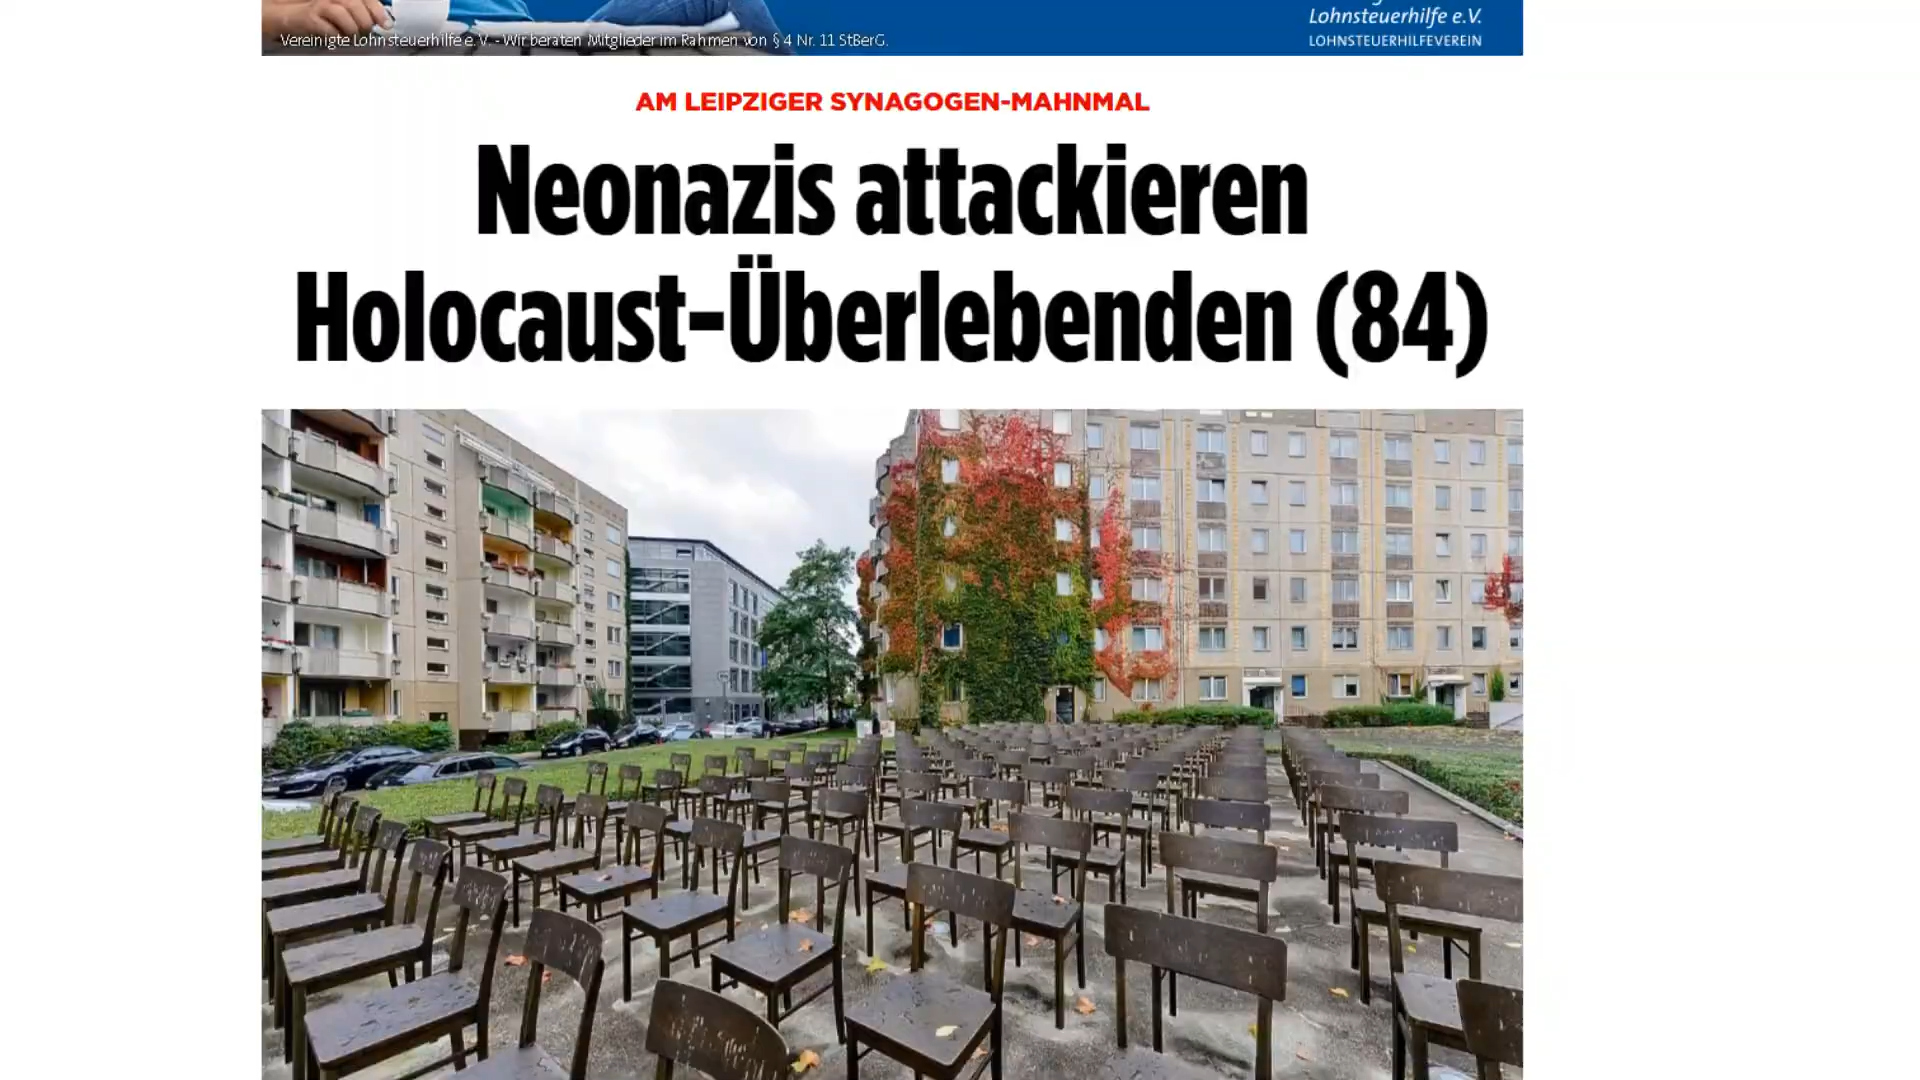 Lohnsteuerhilfe e.V.
Vereinigte Lohnsteuerhilfe e. V. - Wir beraten Mitglieder im Rahmen von § 4 Nr. 11 StBerG.
LOHNSTEUERHILFEVEREIN
AM LEIPZIGER SYNAGOGEN-MAHNMAL
Neonazis attackieren
Holocaust-Überlebenden (84)